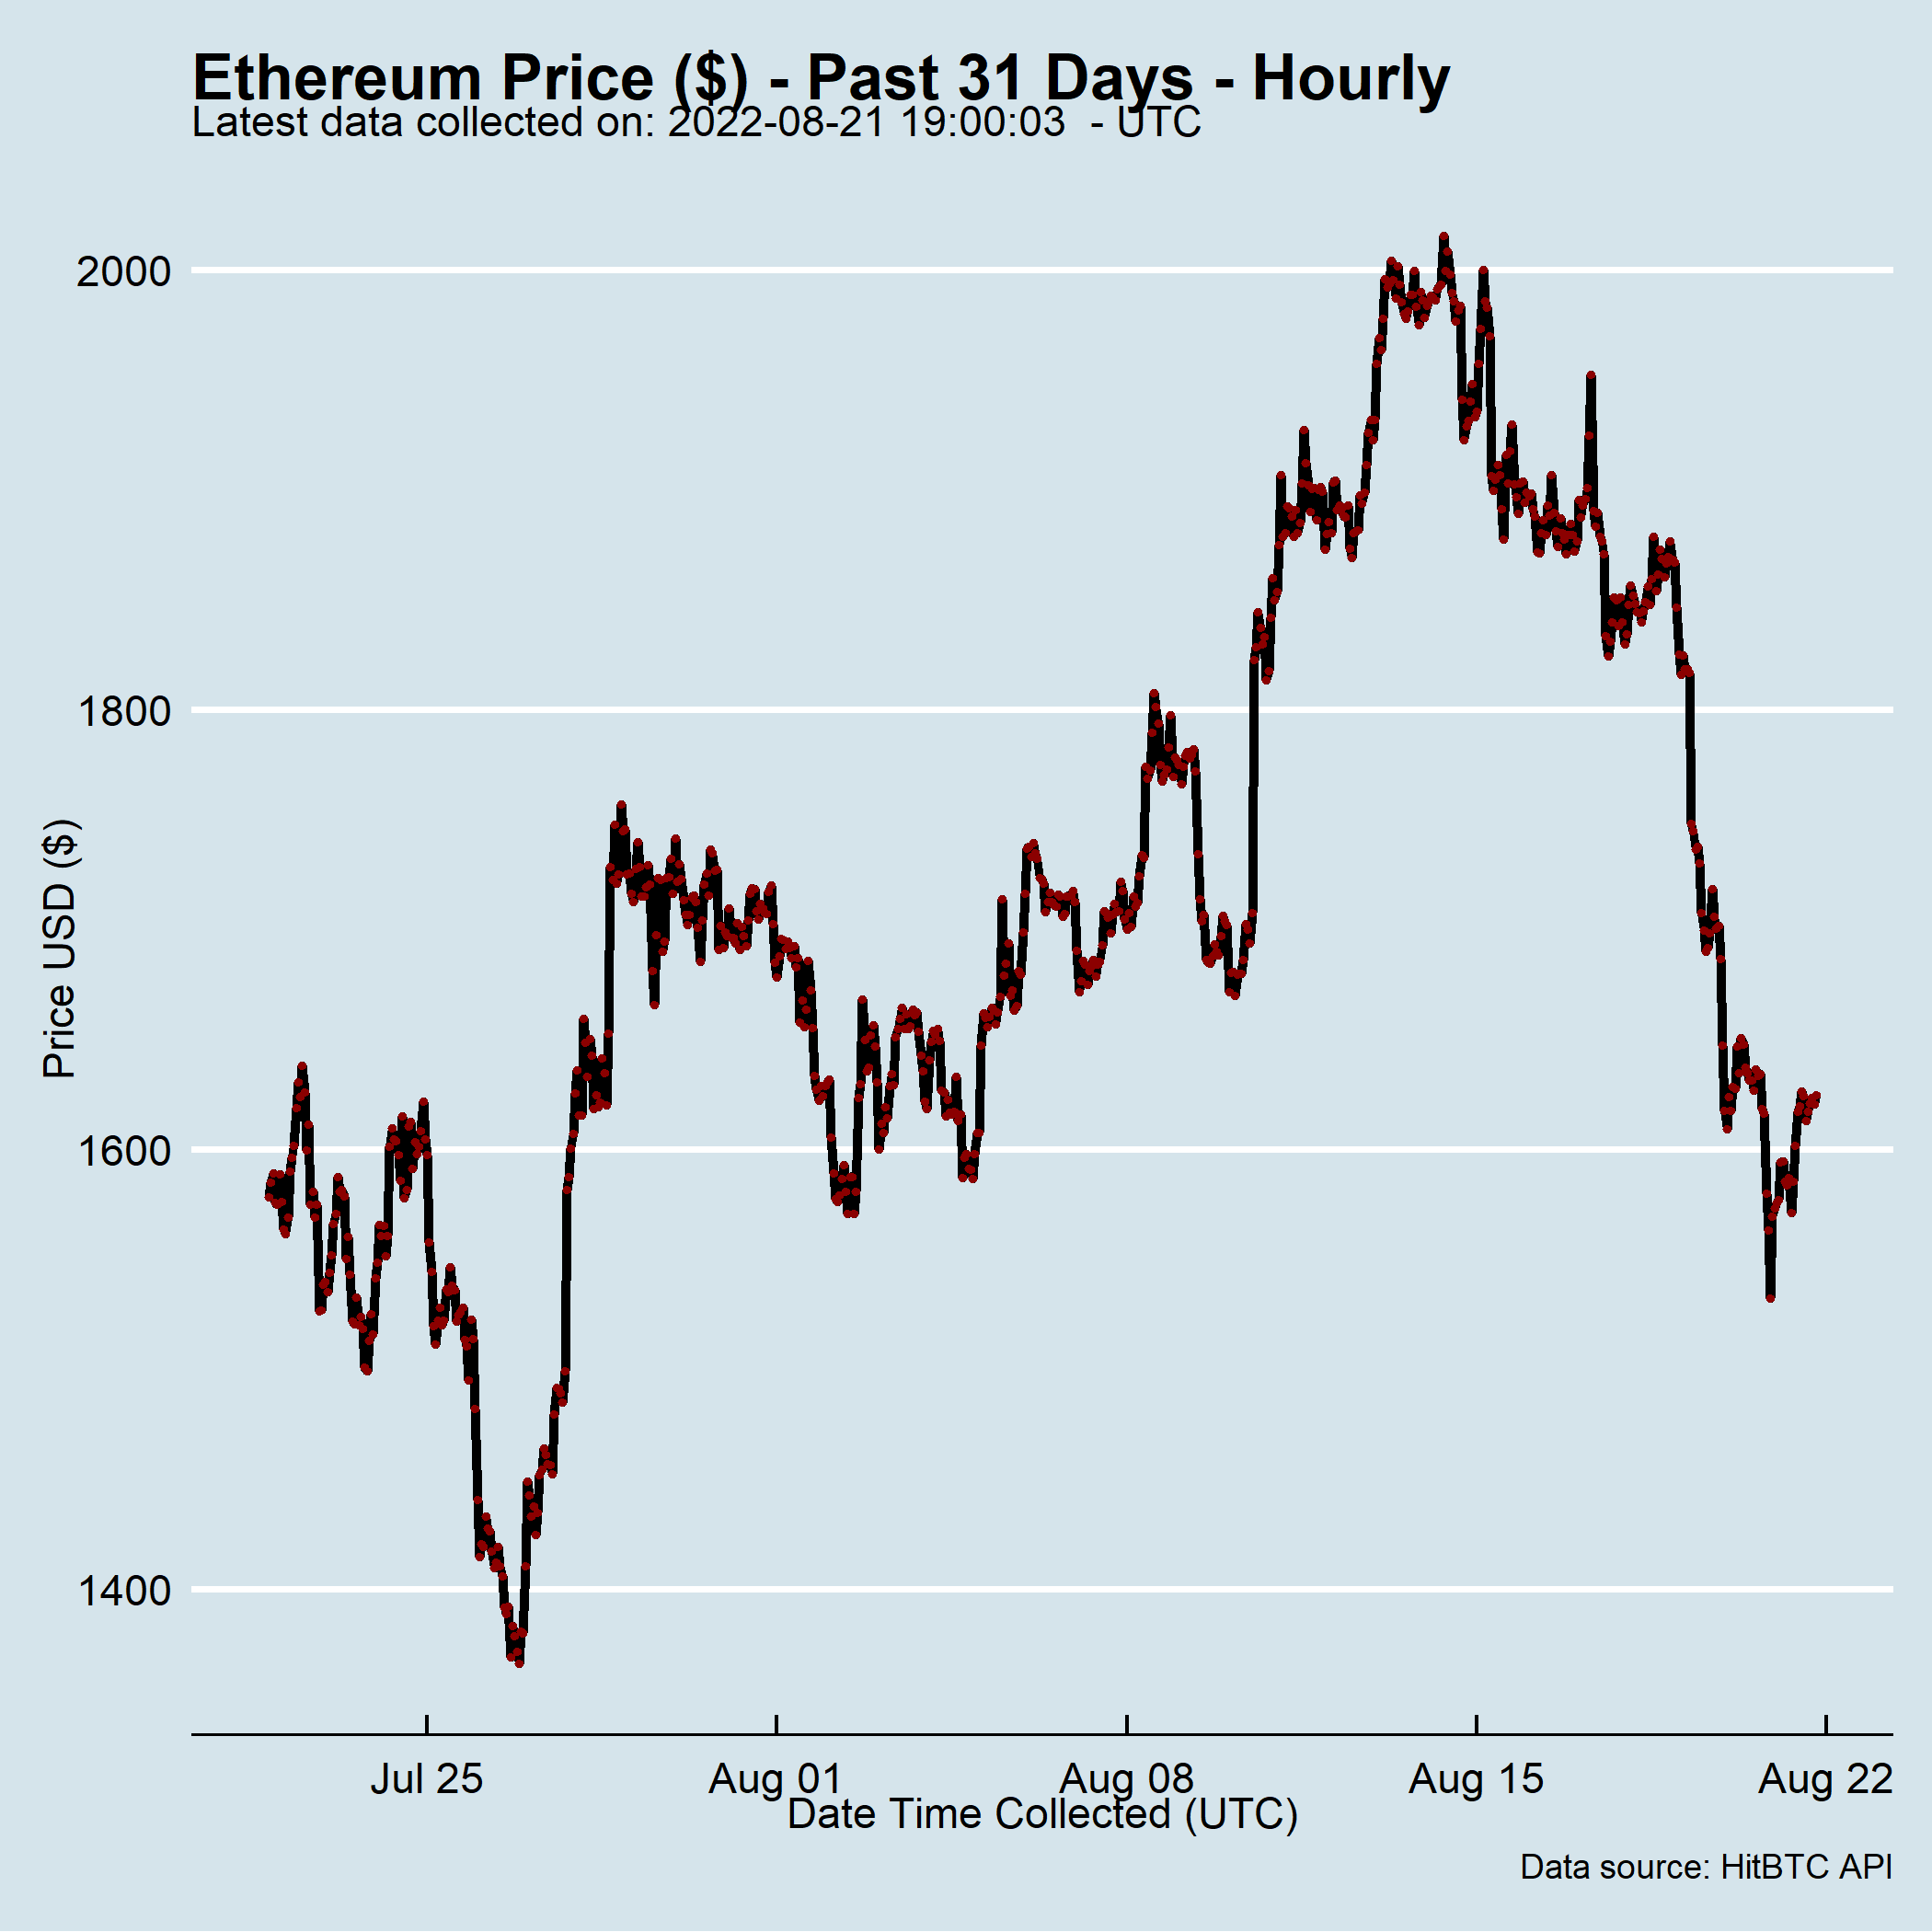 Ethereum Price ($) - Past 31 Days - Hourly
Latest data collected on: 2022-08-21 19:00:03  - UTC
2000
1800
1600
1400
Price USD ($)
Jul 25 Aug 01 Aug 08 Aug 15 Aug 22
Date Time Collected (UTC)
Data source: HitBTC API